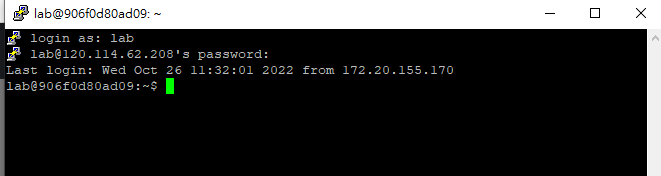 lab@906f0d80ad09: ~
login as: lab
lab@120.114.62.208's password:
Last login: Wed Oct 26 11:32:01 2022 from 172.20.155.170
lab@906f0d80ad09:~$